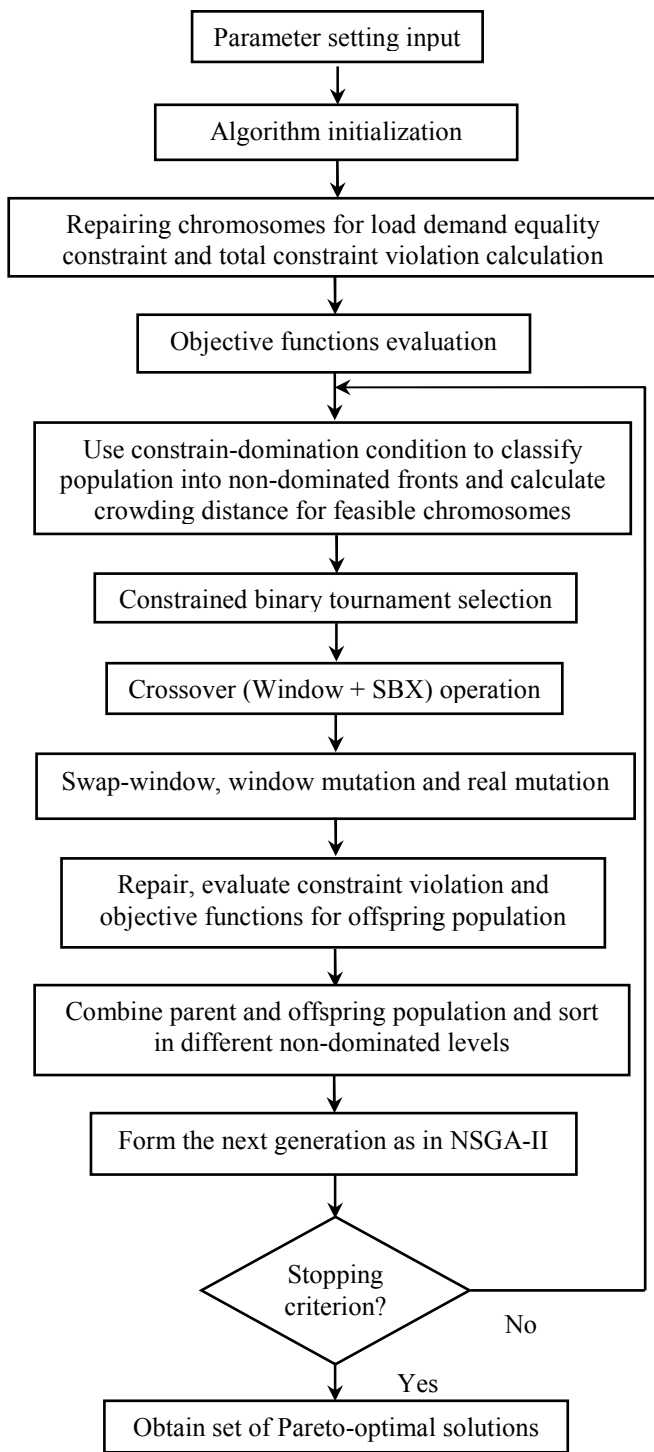 Parameter setting input
Algorithm initialization
Repairing chromosomes for load demand equality
constraint and total constraint violation calculation
Objective functions evaluation
Use constrain-domination condition to classify
population into non-dominated fronts and calculate
crowding distance for feasible chromosomes
Constrained binary tournament selection
Crossover (Window + SBX) operation
Swap-window, window mutation and real mutation
Repair, evaluate constraint violation and
objective functions for offspring population
Combine parent and offspring population and sort
in different non-dominated levels
Form the next generation as in NSGA-II
Stopping
criterion?
No
Yes
Obtain set of Pareto-optimal solutions